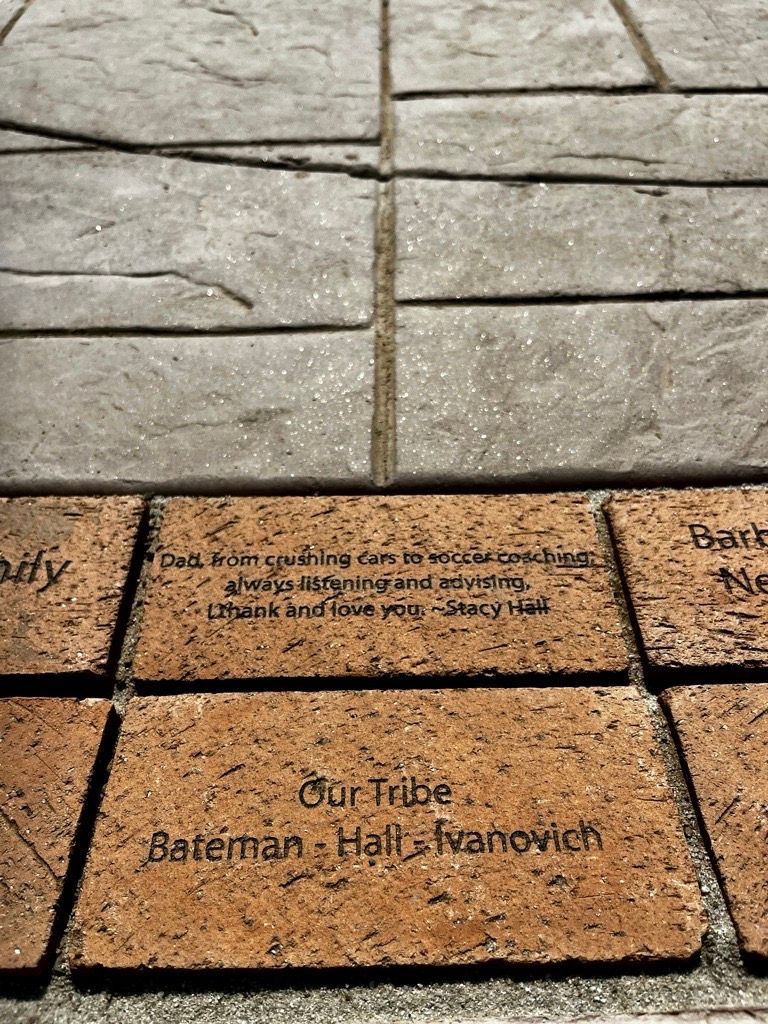 Dad, from crushing cars to soccer coaching,
always listening and advising,
I thank and love you. ~Stacy Hall
Our Tribe
Bateman - Hall - Ivanovich